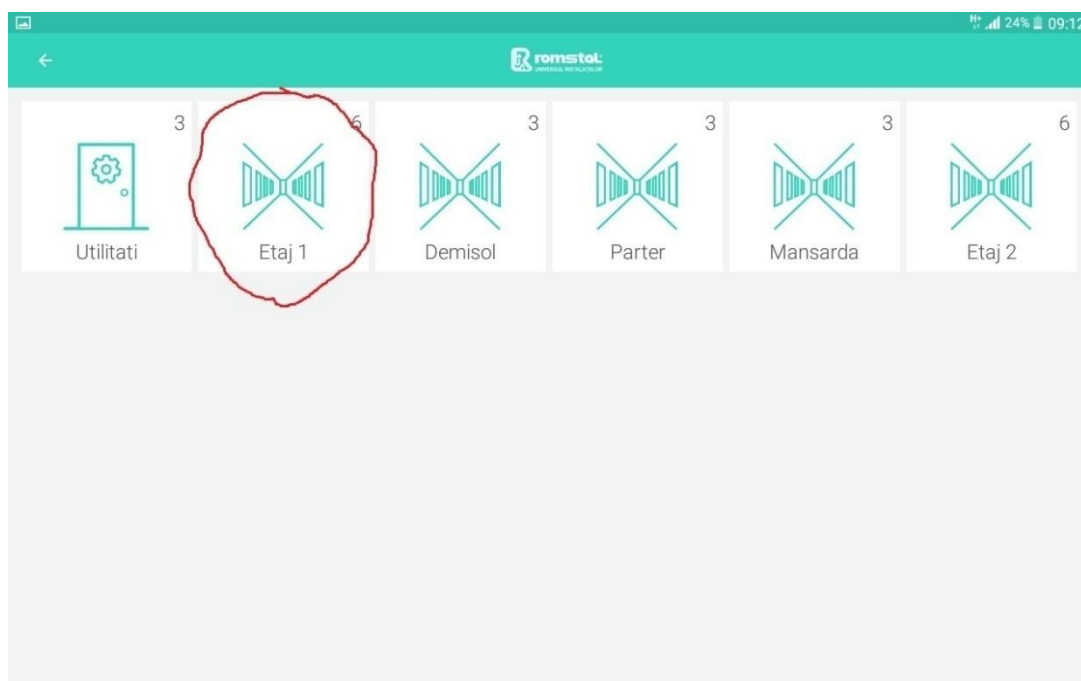 H+ 24% 09:12
romstal
UNIVERSUL INSTALAȚIILOR
3
6
3
3
3
6
Utilitati
Etaj 1
Demisol
Parter
Mansarda
Etaj 2